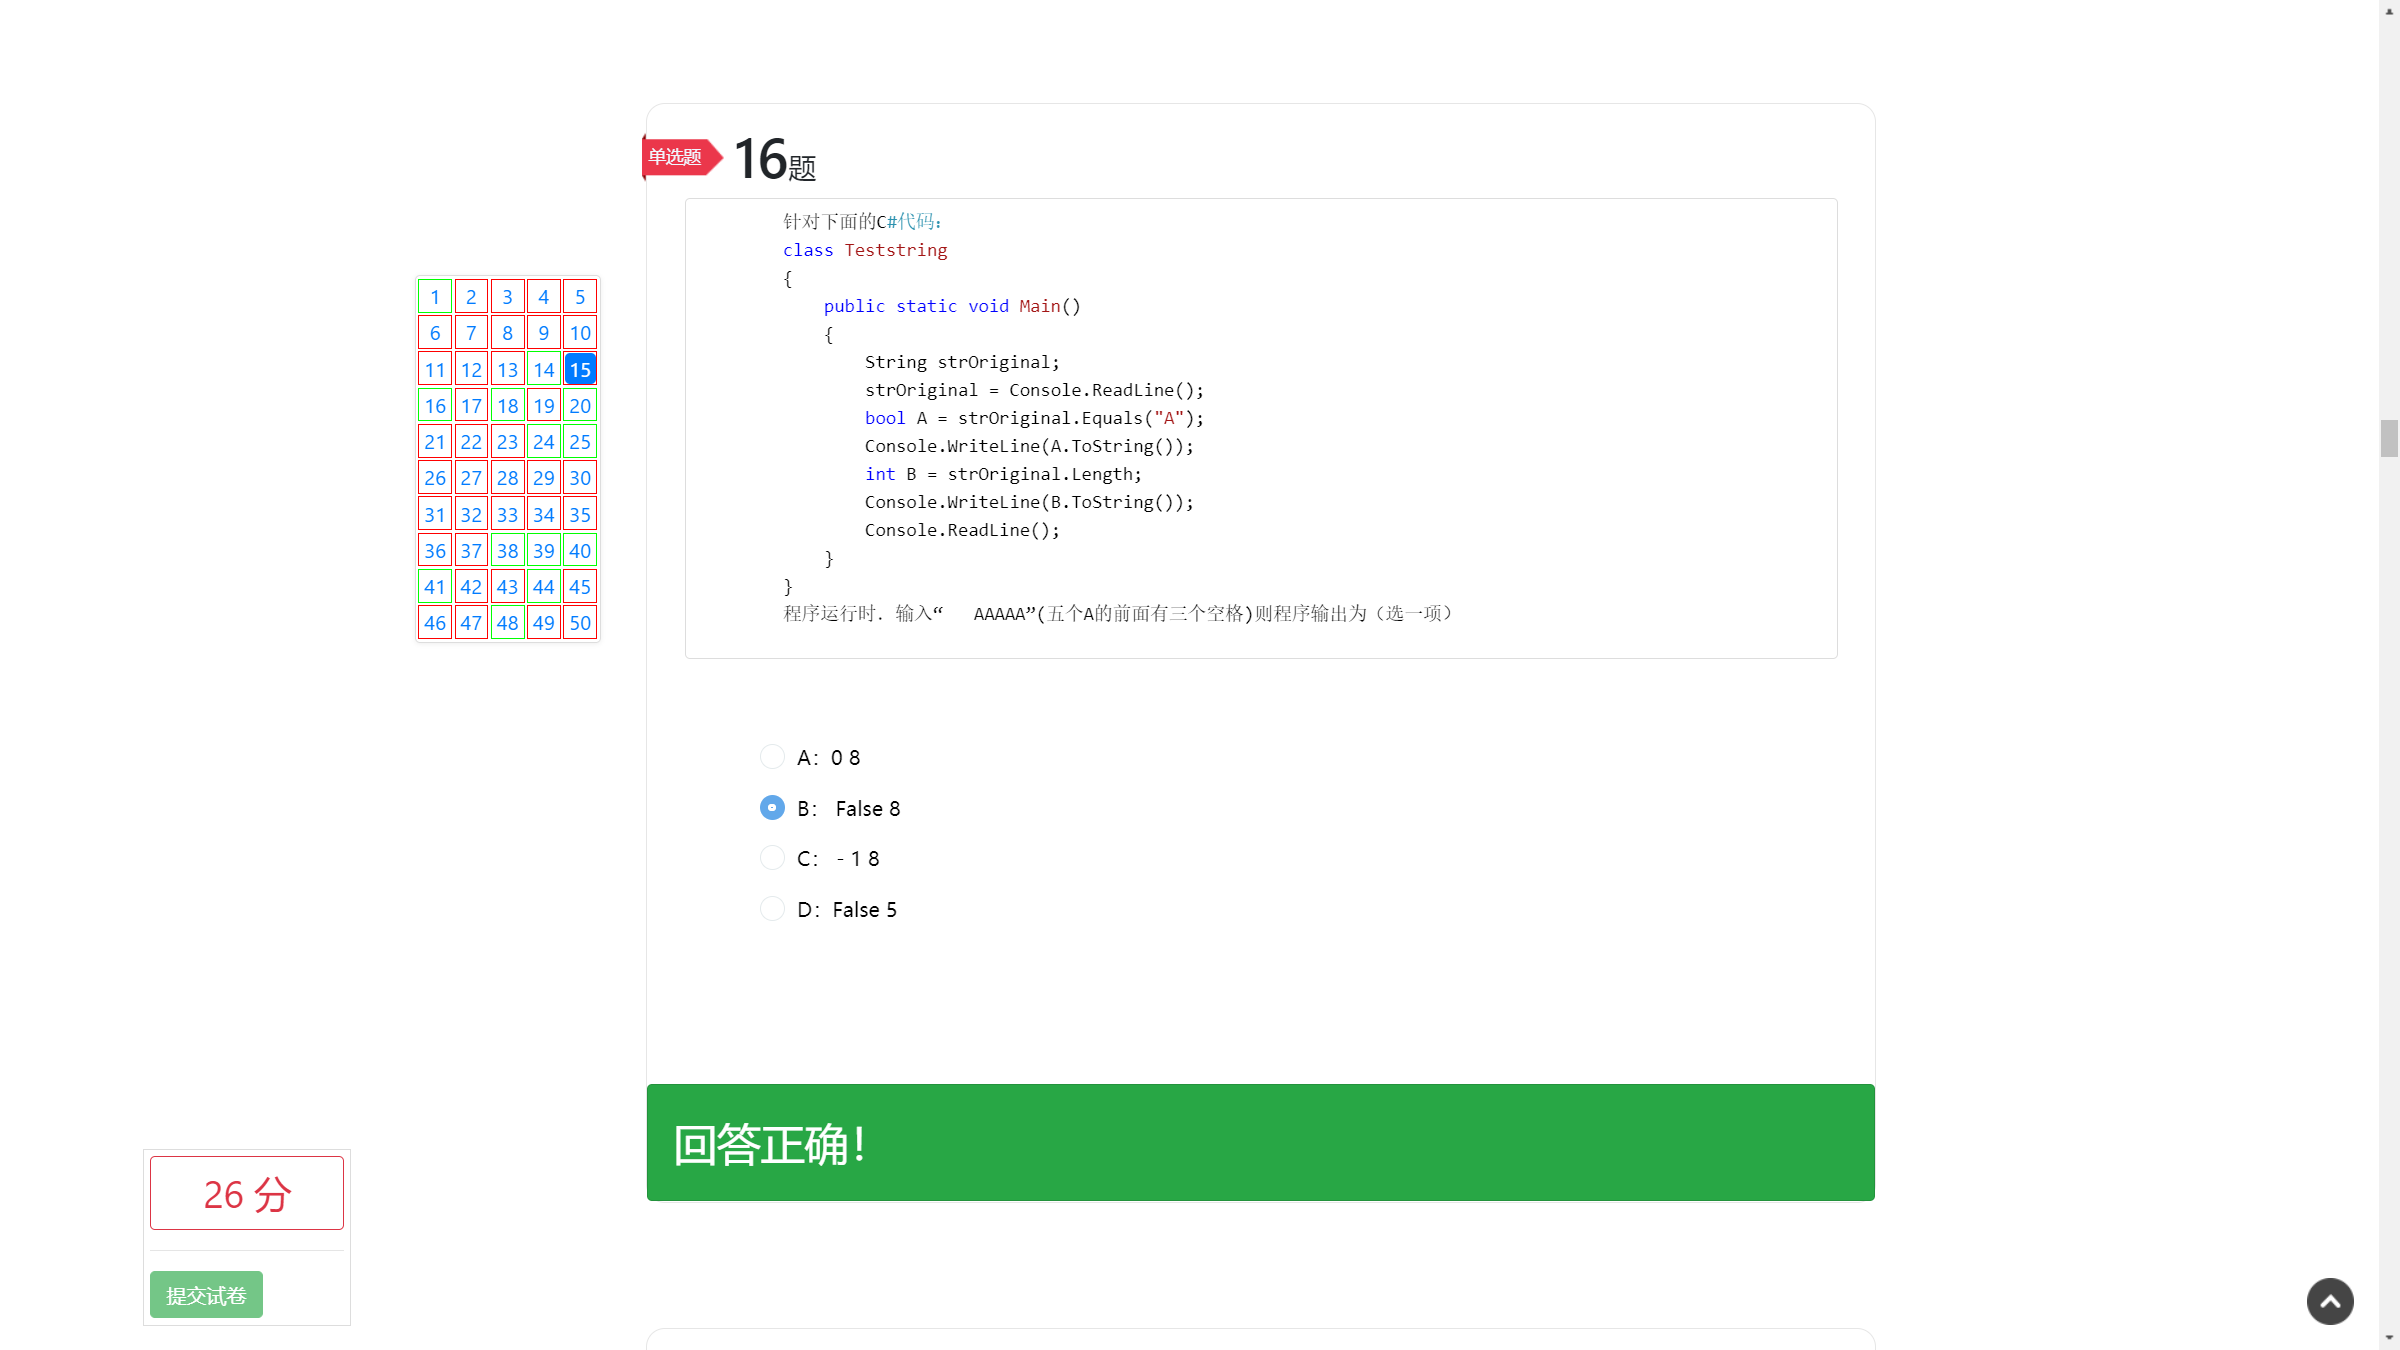 单选题 16题
针对下面的C#代码:
class Teststring
{
    public static void Main()
    {
        String strOriginal;
        strOriginal = Console.ReadLine();
        bool A = strOriginal.Equals("A");
        Console.WriteLine(A.ToString());
        int B = strOriginal.Length;
        Console.WriteLine(B.ToString());
        Console.ReadLine();
    }
}
程序运行时. 输入“   AAAAA”(五个A的前面有三个空格)则程序输出为（选一项）
1 2 3 4 5
6 7 8 9 10
11 12 13 14 15
16 17 18 19 20
21 22 23 24 25
26 27 28 29 30
31 32 33 34 35
36 37 38 39 40
41 42 43 44 45
46 47 48 49 50
A：0 8
B： False 8
C： - 1 8
D：False 5
回答正确！
26 分
提交试卷